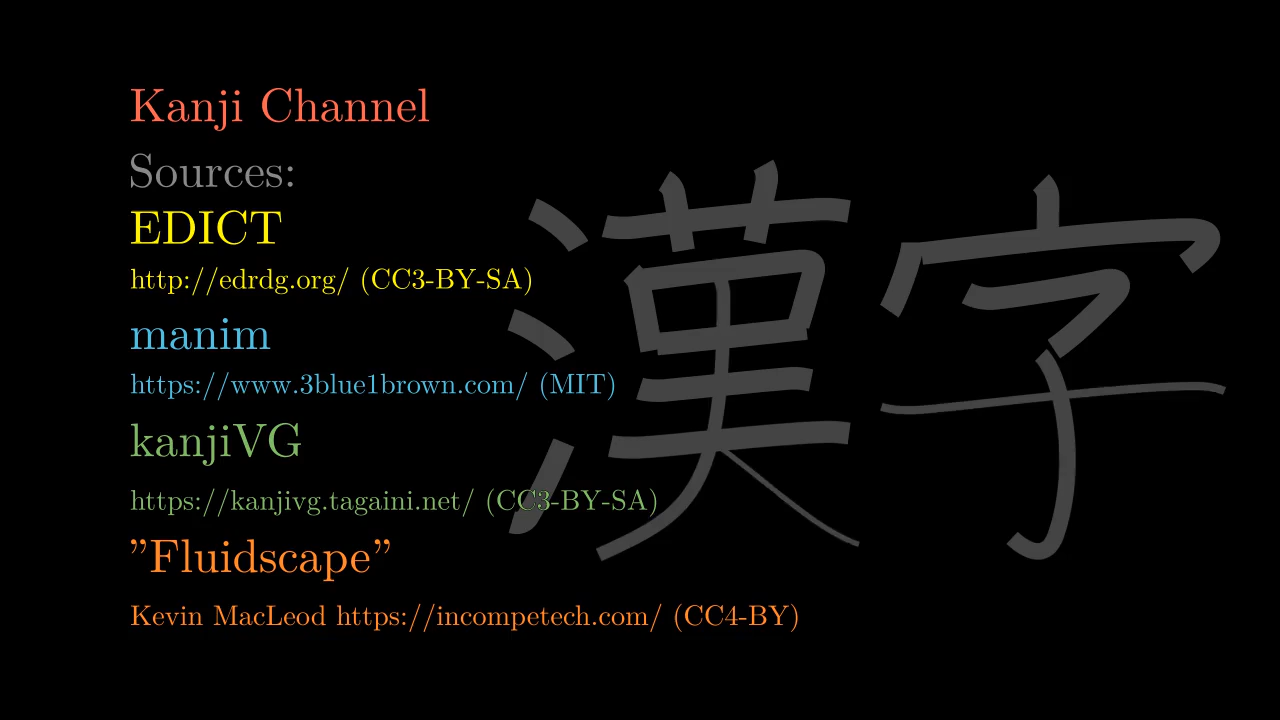 Kanji Channel
Sources:
EDICT
http://edrdg.org/ (CC3-BY-SA)
manim
https://www.3blue1brown.com/ (MIT)
kanjiVG
https://kanjivg.tagaini.net/ (CC3-BY-SA)
”Fluidscape”
Kevin MacLeod https://incompetech.com/ (CC4-BY)
漢字